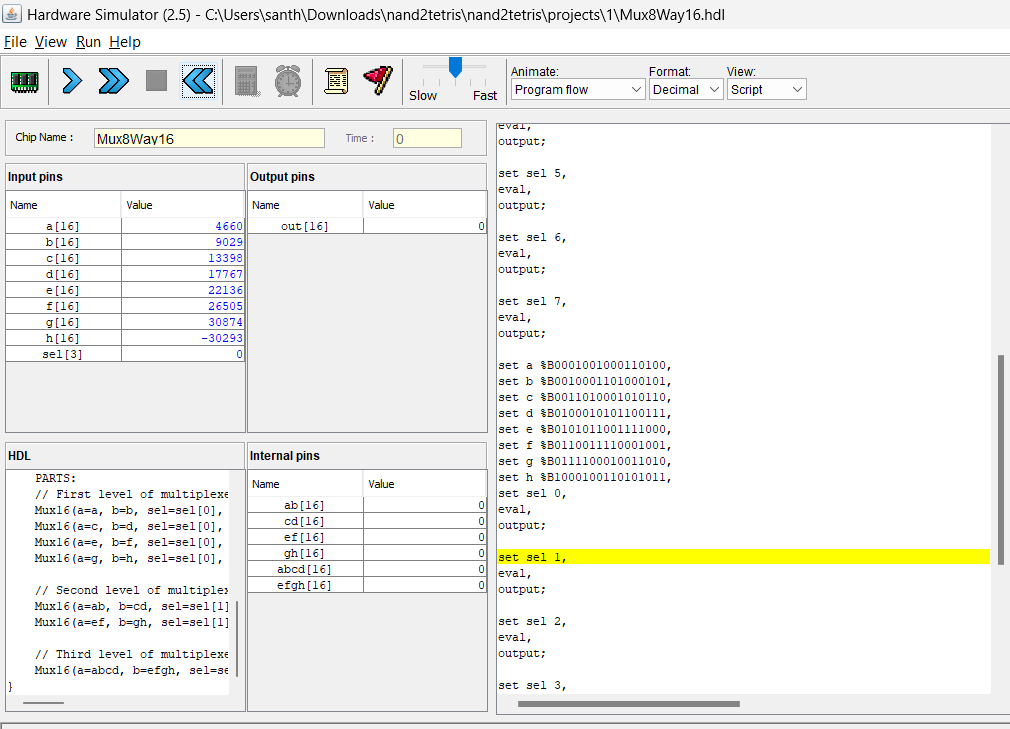 Hardware Simulator (2.5) - C:\Users\santh\Downloads\nand2tetris\nand2tetris\projects\1\Mux8Way16.hdl
File View Run Help
Slow Fast
Animate: Format: View:
Program flow Decimal Script
Chip Name : Mux8Way16 Time : 0
Input pins
Name Value
a[16] 4660
b[16] 9029
c[16] 13398
d[16] 17767
e[16] 22136
f[16] 26505
g[16] 30874
h[16] -30293
sel[3] 0
Output pins
Name Value
out[16] 0
HDL
PARTS:
// First level of multiplexe
Mux16(a=a, b=b, sel=sel[0],
Mux16(a=c, b=d, sel=sel[0],
Mux16(a=e, b=f, sel=sel[0],
Mux16(a=g, b=h, sel=sel[0],
// Second level of multiplex
Mux16(a=ab, b=cd, sel=sel[1]
Mux16(a=ef, b=gh, sel=sel[1]
// Third level of multiplexe
Mux16(a=abcd, b=efgh, sel=se
}
Internal pins
Name Value
ab[16] 0
cd[16] 0
ef[16] 0
gh[16] 0
abcd[16] 0
efgh[16] 0
eval,
output;
set sel 5,
eval,
output;
set sel 6,
eval,
output;
set sel 7,
eval,
output;
set a %B0001001000110100,
set b %B0010001101000101,
set c %B0011010001010110,
set d %B0100010101100111,
set e %B0101011001111000,
set f %B0110011110001001,
set g %B0111100010011010,
set h %B1000100110101011,
set sel 0,
eval,
output;
set sel 1,
eval,
output;
set sel 2,
eval,
output;
set sel 3,